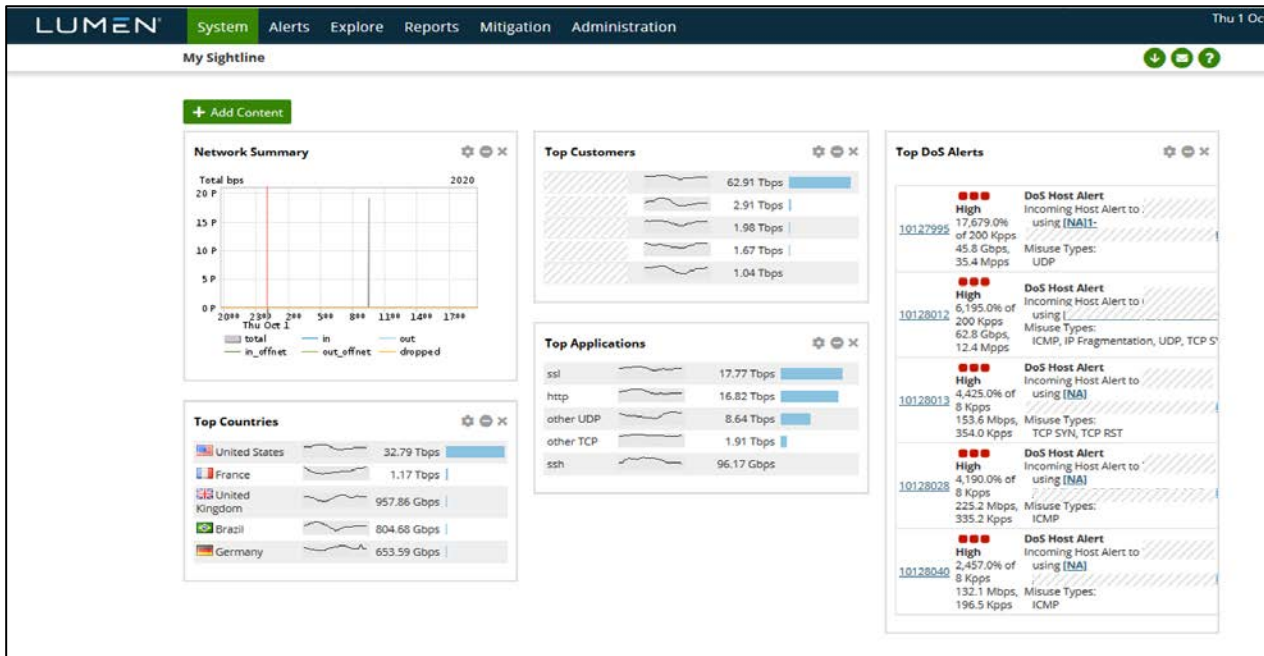 LUMEN
System Alerts Explore Reports Mitigation Administration
Thu 1 Oc
My Sightline
+ Add Content
Network Summary
Total bps 2020
20 P
15 P
10 P
5 P
0 P
20⁰⁰ 23⁰⁰ 2⁰⁰ 5⁰⁰ 8⁰⁰ 11⁰⁰ 14⁰⁰ 17⁰⁰
Thu Oct 1
total in out
in_offnet out_offnet dropped
Top Countries
United States 32.79 Tbps
France 1.17 Tbps
United
Kingdom 957.86 Gbps
Brazil 804.68 Gbps
Germany 653.59 Gbps
Top Customers
62.91 Tbps
2.91 Tbps
1.98 Tbps
1.67 Tbps
1.04 Tbps
Top Applications
ssl 17.77 Tbps
http 16.82 Tbps
other UDP 8.64 Tbps
other TCP 1.91 Tbps
ssh 96.17 Gbps
Top DoS Alerts
10127995
High
17,679.0%
of 200 Kpps
45.8 Gbps,
35.4 Mpps
DoS Host Alert
Incoming Host Alert to
using [NA]1-
Misuse Types:
UDP
10128012
High
6,195.0% of
200 Kpps
62.8 Gbps,
12.4 Mpps
DoS Host Alert
Incoming Host Alert to
using [
Misuse Types:
ICMP, IP Fragmentation, UDP, TCP S
10128013
High
4,425.0% of
8 Kpps
153.6 Mbps,
354.0 Kpps
DoS Host Alert
Incoming Host Alert to
using [NA]
Misuse Types:
TCP SYN, TCP RST
10128028
High
4,190.0% of
8 Kpps
225.2 Mbps,
335.2 Kpps
DoS Host Alert
Incoming Host Alert to
using [NA]
Misuse Types:
ICMP
10128040
High
2,457.0% of
8 Kpps
132.1 Mbps,
196.5 Kpps
DoS Host Alert
Incoming Host Alert to
using [NA]
Misuse Types:
ICMP